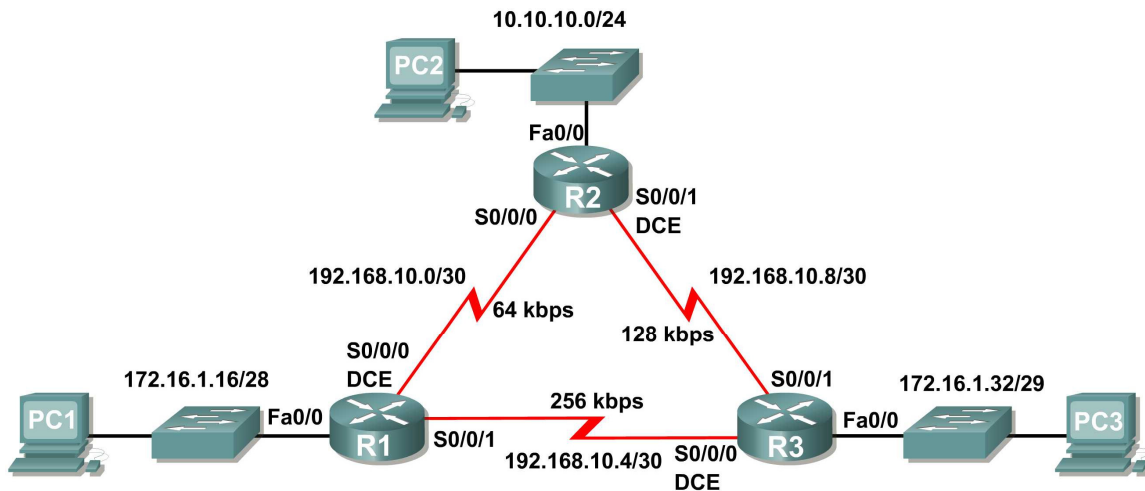 10.10.10.0/24
PC2
Fa0/0
R2
S0/0/0
S0/0/1
DCE
192.168.10.0/30
192.168.10.8/30
64 kbps
128 kbps
S0/0/0
DCE
S0/0/1
172.16.1.16/28
172.16.1.32/29
256 kbps
PC1
Fa0/0
R1
S0/0/1
192.168.10.4/30
S0/0/0
DCE
R3
Fa0/0
PC3